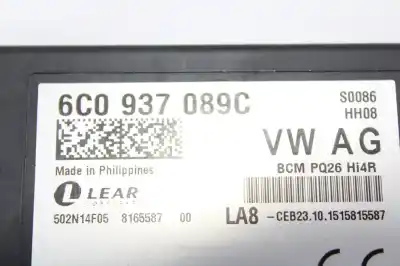 6C0 937 089C
S0086
HH08
VW AG
Made in Philippines
BCM PQ26 Hi4R
LEAR
502N14F05 8165587 00
LA8 -CEB23.10.1515815587
CE